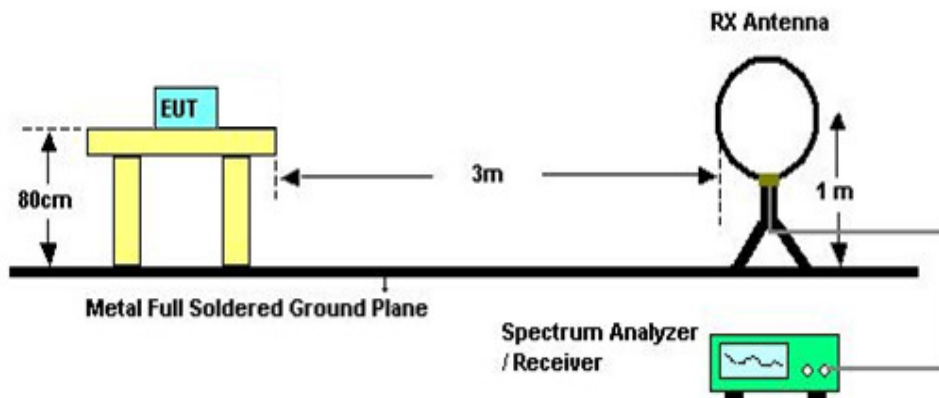 RX Antenna
EUT
3m
80cm
1 m
Metal Full Soldered Ground Plane
Spectrum Analyzer
/ Receiver